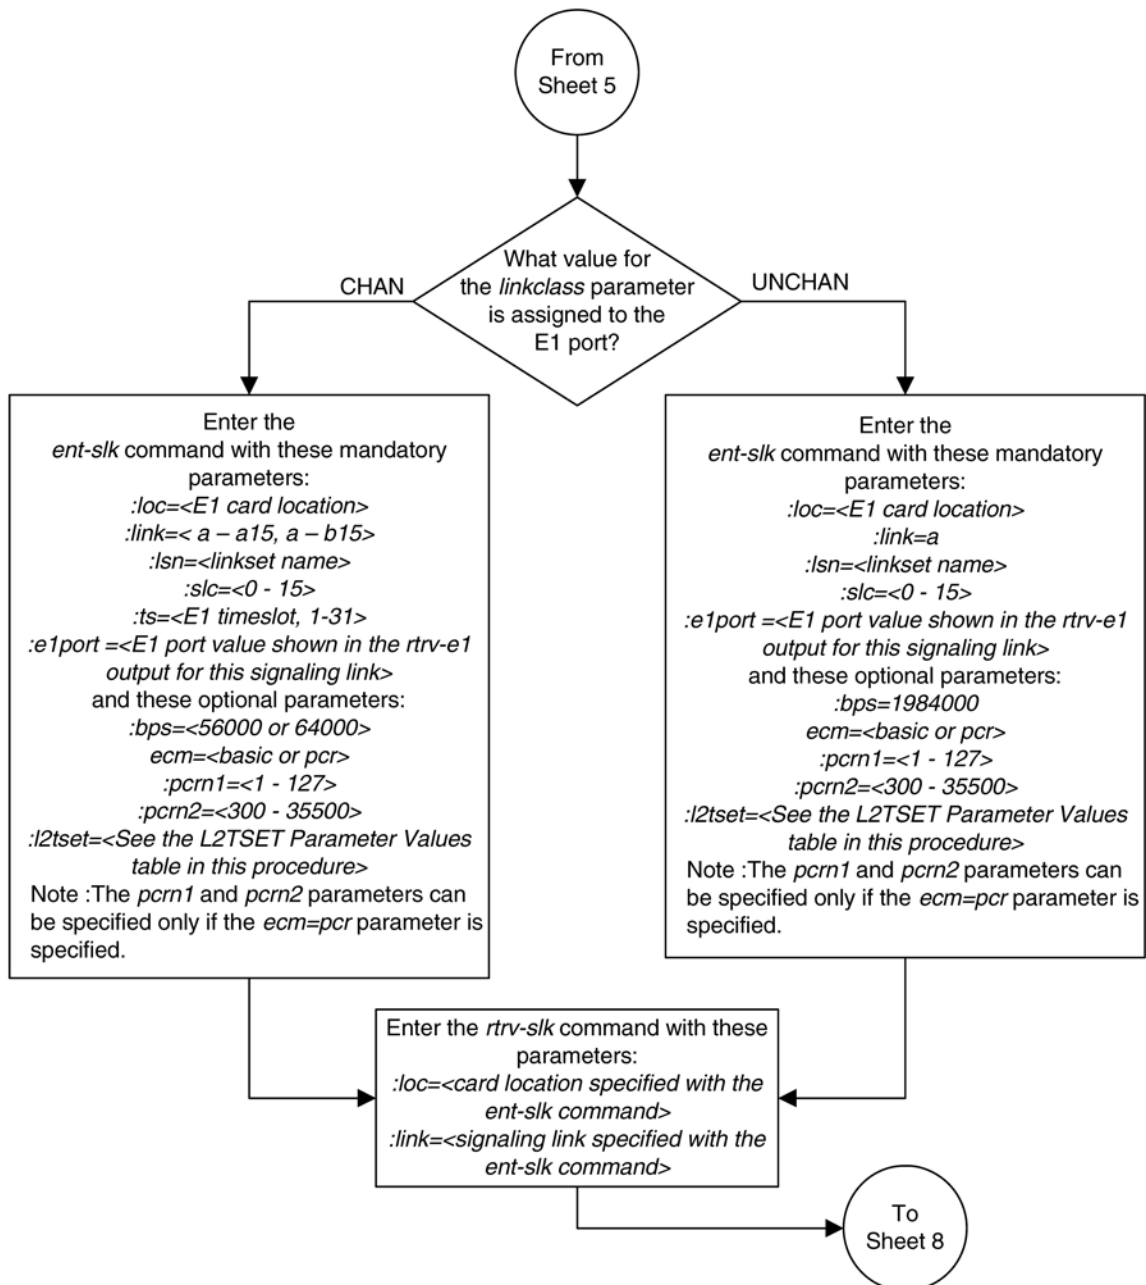 From
Sheet 5
What value for
the linkclass parameter
is assigned to the
E1 port?
CHAN
UNCHAN
Enter the
ent-slk command with these mandatory
parameters:
:loc=<E1 card location>
:link=< a – a15, a – b15>
:lsn=<linkset name>
:slc=<0 - 15>
:ts=<E1 timeslot, 1-31>
:e1port =<E1 port value shown in the rtrv-e1
output for this signaling link>
and these optional parameters:
:bps=<56000 or 64000>
ecm=<basic or pcr>
:pcrn1=<1 - 127>
:pcrn2=<300 - 35500>
:l2tset=<See the L2TSET Parameter Values
table in this procedure>
Note :The pcrn1 and pcrn2 parameters can
be specified only if the ecm=pcr parameter is
specified.
Enter the
ent-slk command with these mandatory
parameters:
:loc=<E1 card location>
:link=a
:lsn=<linkset name>
:slc=<0 - 15>
:e1port =<E1 port value shown in the rtrv-e1
output for this signaling link>
and these optional parameters:
:bps=1984000
ecm=<basic or pcr>
:pcrn1=<1 - 127>
:pcrn2=<300 - 35500>
:l2tset=<See the L2TSET Parameter Values
table in this procedure>
Note :The pcrn1 and pcrn2 parameters can
be specified only if the ecm=pcr parameter is
specified.
Enter the rtrv-slk command with these
parameters:
:loc=<card location specified with the
ent-slk command>
:link=<signaling link specified with the
ent-slk command>
To
Sheet 8